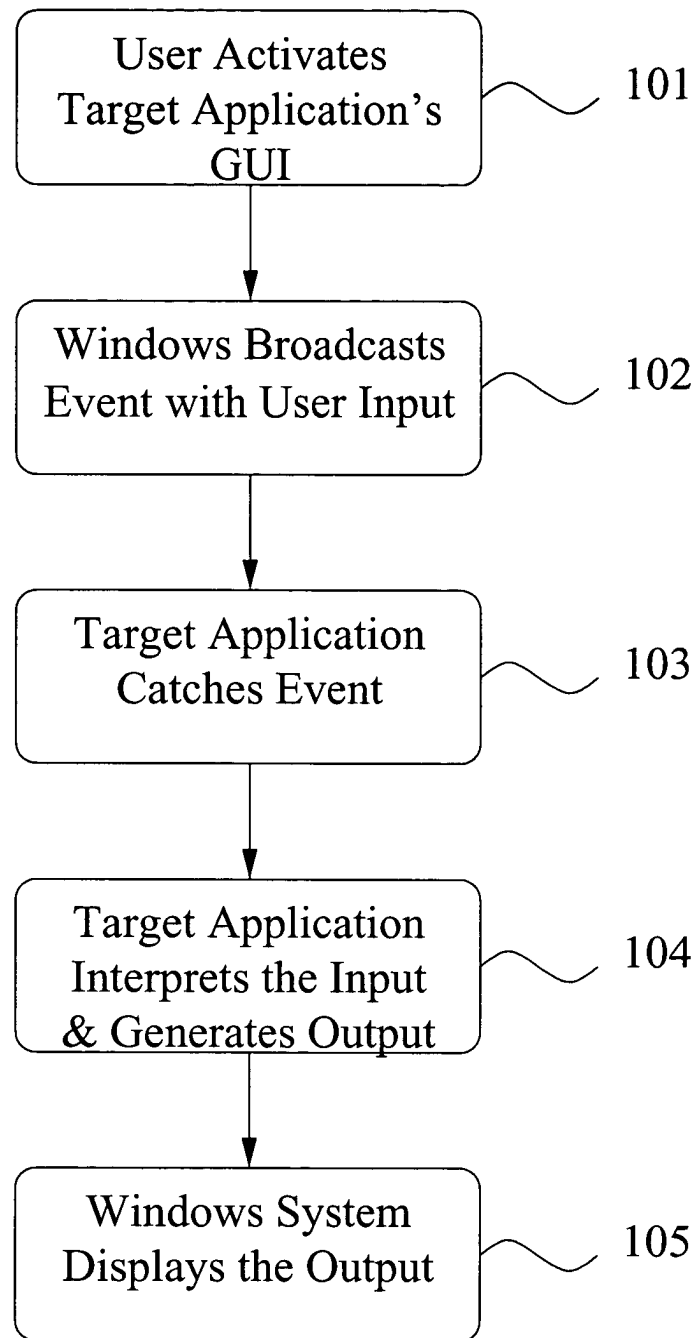 User Activates
Target Application's
GUI
101
Windows Broadcasts
Event with User Input
102
Target Application
Catches Event
103
Target Application
Interprets the Input
& Generates Output
104
Windows System
Displays the Output
105